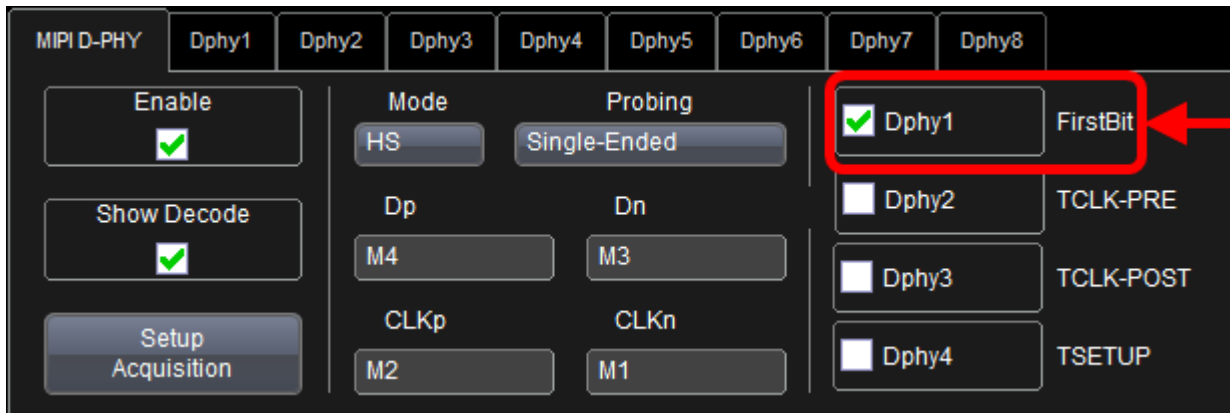 MIPI D-PHY Dphy1 Dphy2 Dphy3 Dphy4 Dphy5 Dphy6 Dphy7 Dphy8
Enable
Show Decode
Setup
Acquisition
Mode Probing
HS Single-Ended
Dp Dn
M4 M3
CLKp CLKn
M2 M1
Dphy1 FirstBit
Dphy2 TCLK-PRE
Dphy3 TCLK-POST
Dphy4 TSETUP